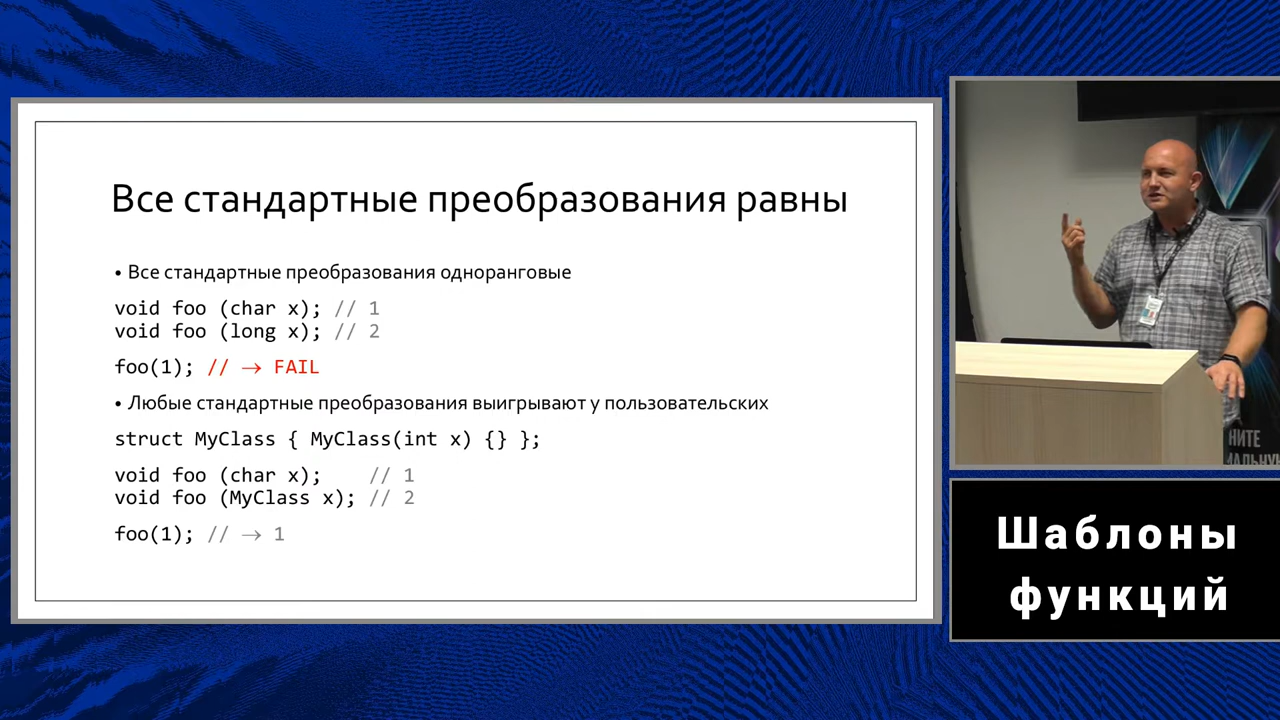 Все стандартные преобразования равны
• Все стандартные преобразования одноранговые
void foo (char x); // 1
void foo (long x); // 2
foo(1); // → FAIL
• Любые стандартные преобразования выигрывают у пользовательских
struct MyClass { MyClass(int x) {} };
void foo (char x);    // 1
void foo (MyClass x); // 2
foo(1); // → 1
Шаблоны
функций